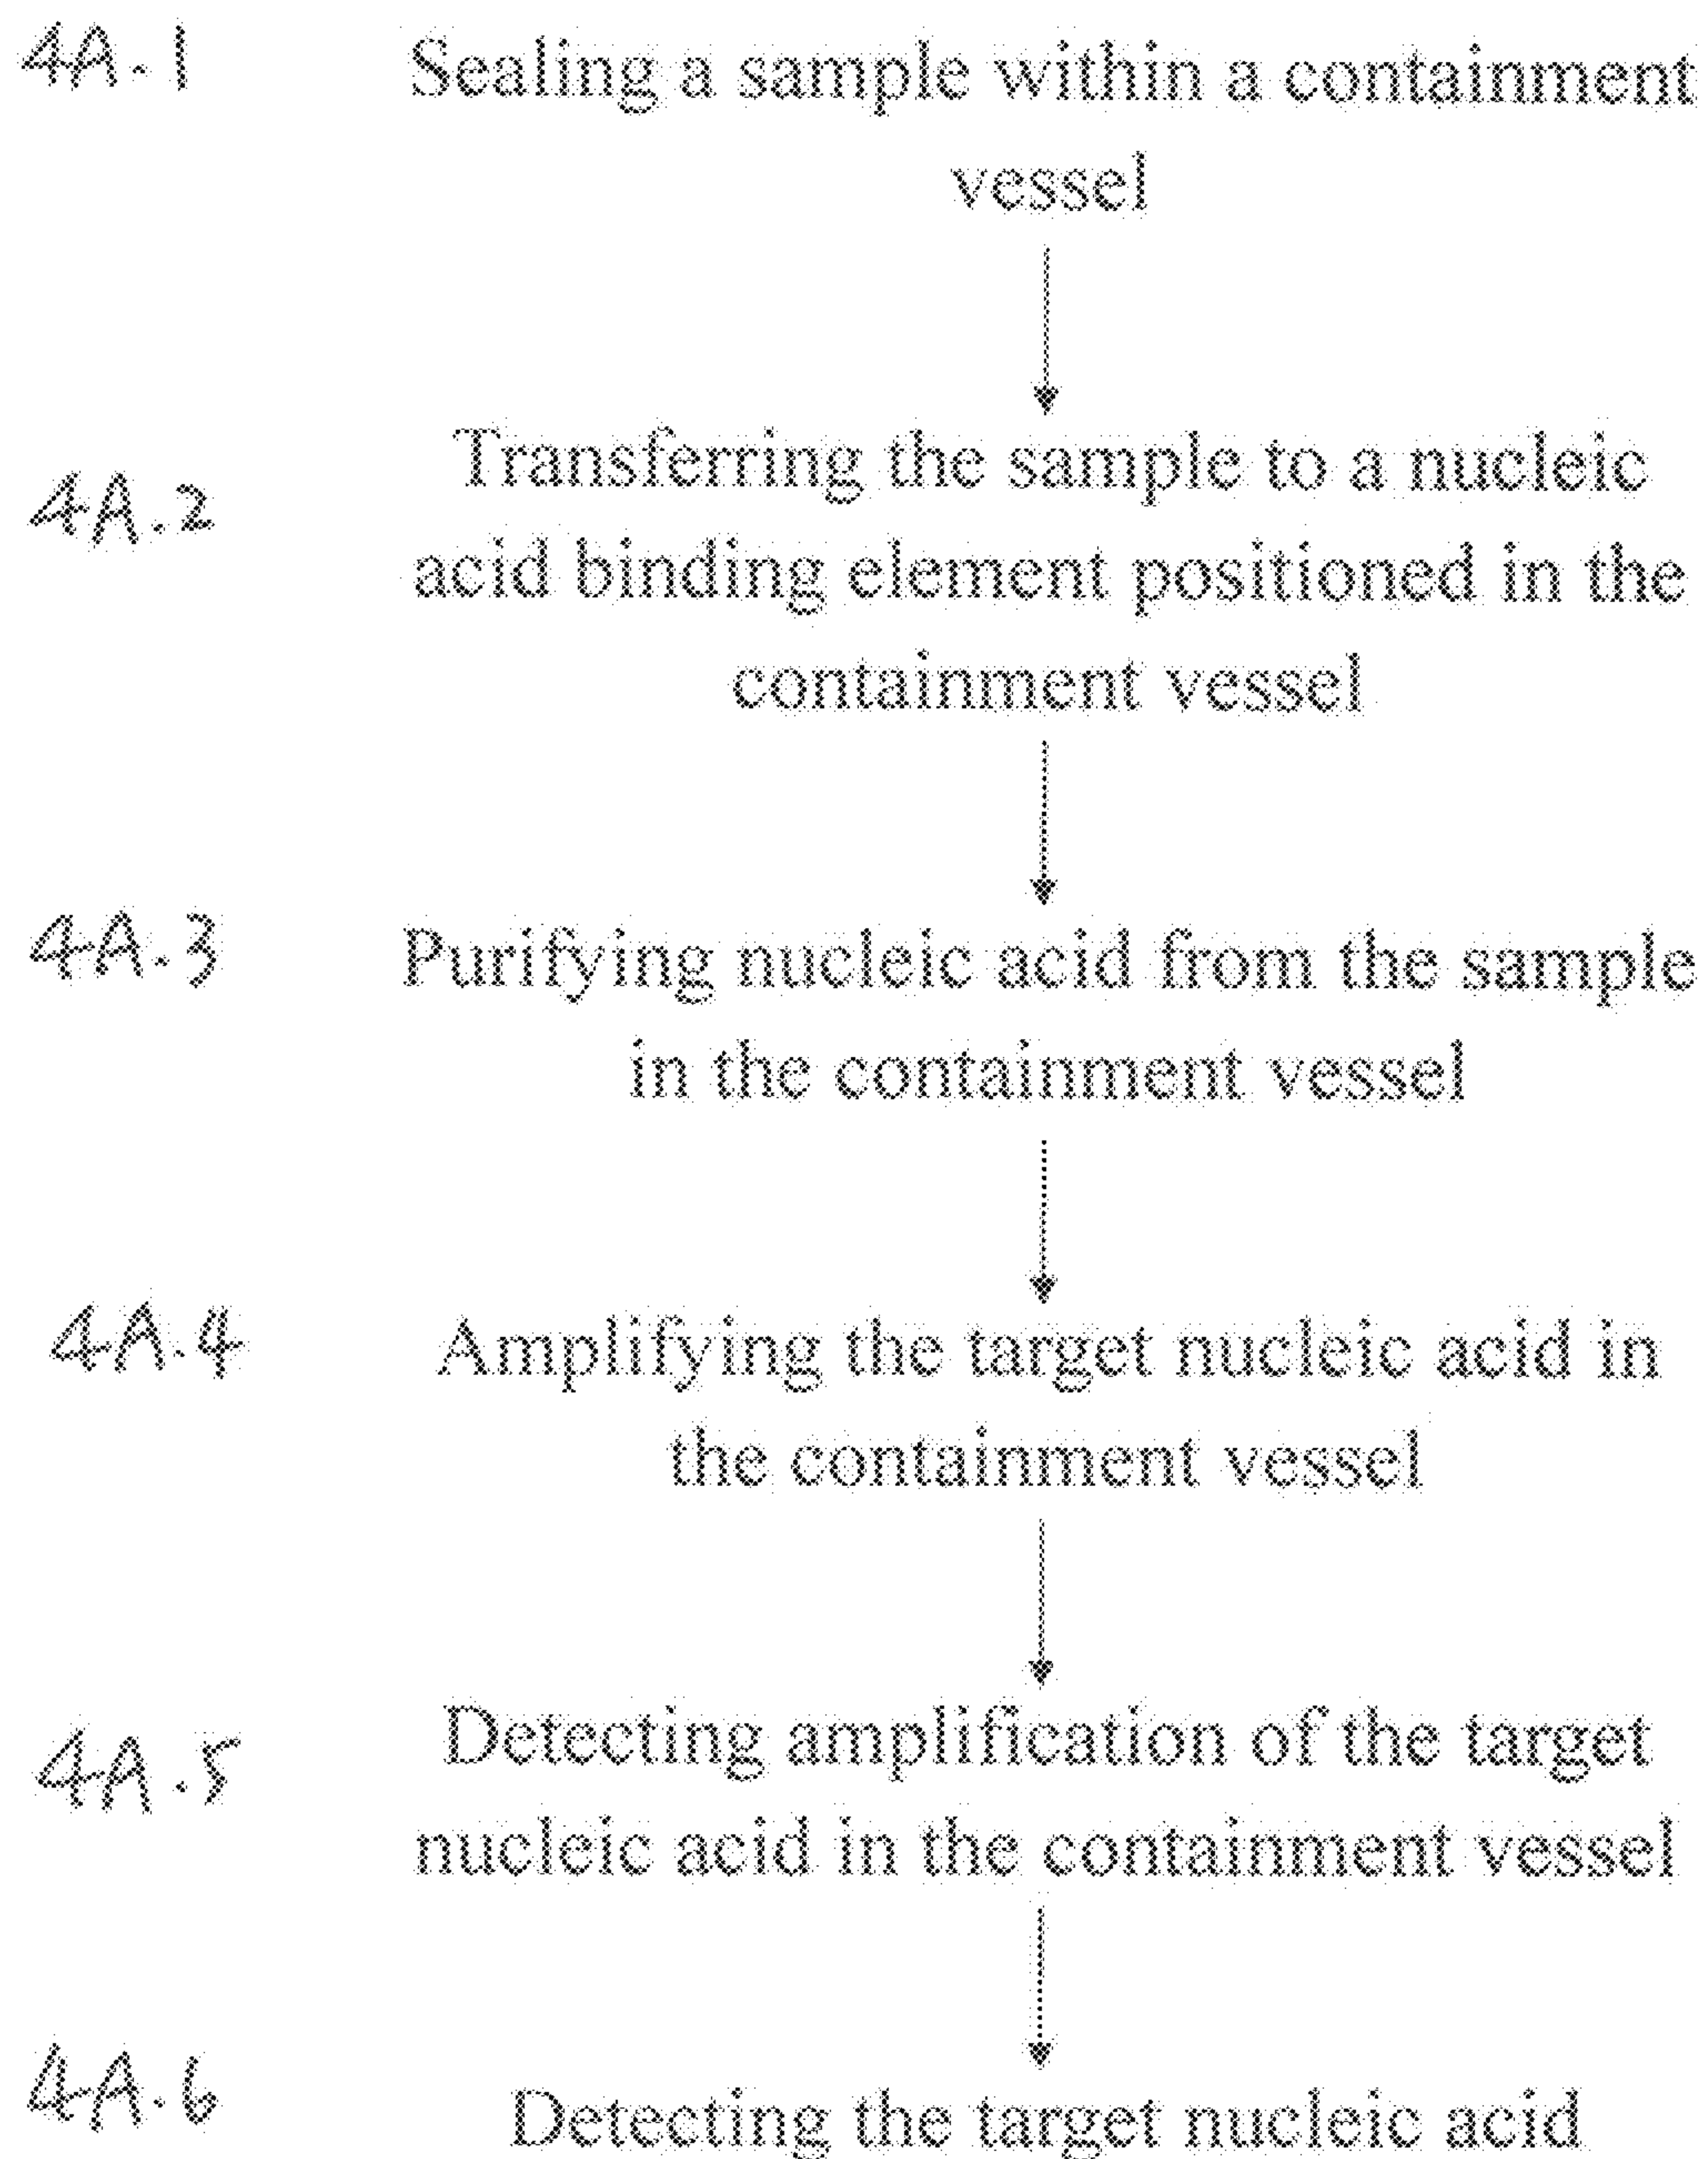 4A.1 Sealing a sample within a containment
vessel
Transferring the sample to a nucleic
4A.2 acid binding element positioned in the
containment vessel
4A.3 Purifying nucleic acid from the sample
in the containment vessel
4A.4 Amplifying the target nucleic acid in
the containment vessel
4A.5 Detecting amplification of the target
nucleic acid in the containment vessel
4A.6 Detecting the target nucleic acid